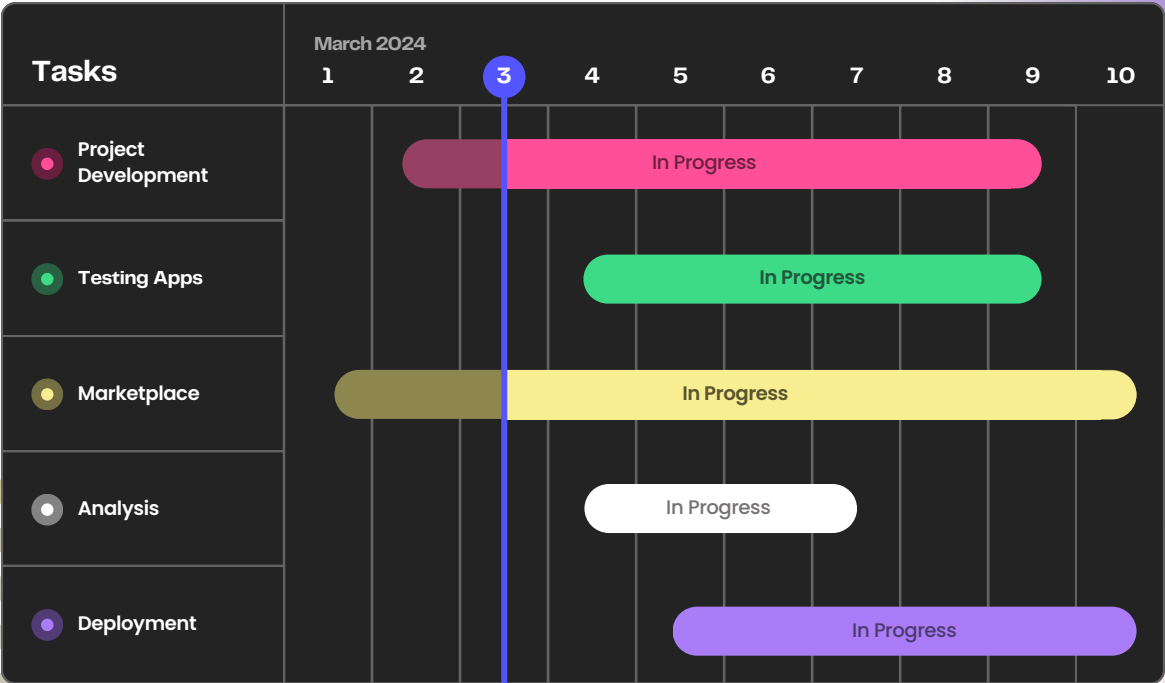 March 2024
Tasks
1 2 3 4 5 6 7 8 9 10
Project
Development
In Progress
Testing Apps
In Progress
Marketplace
In Progress
Analysis
In Progress
Deployment
In Progress